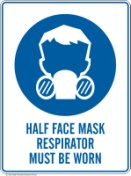 HALF FACE MASK
RESPIRATOR
MUST BE WORN